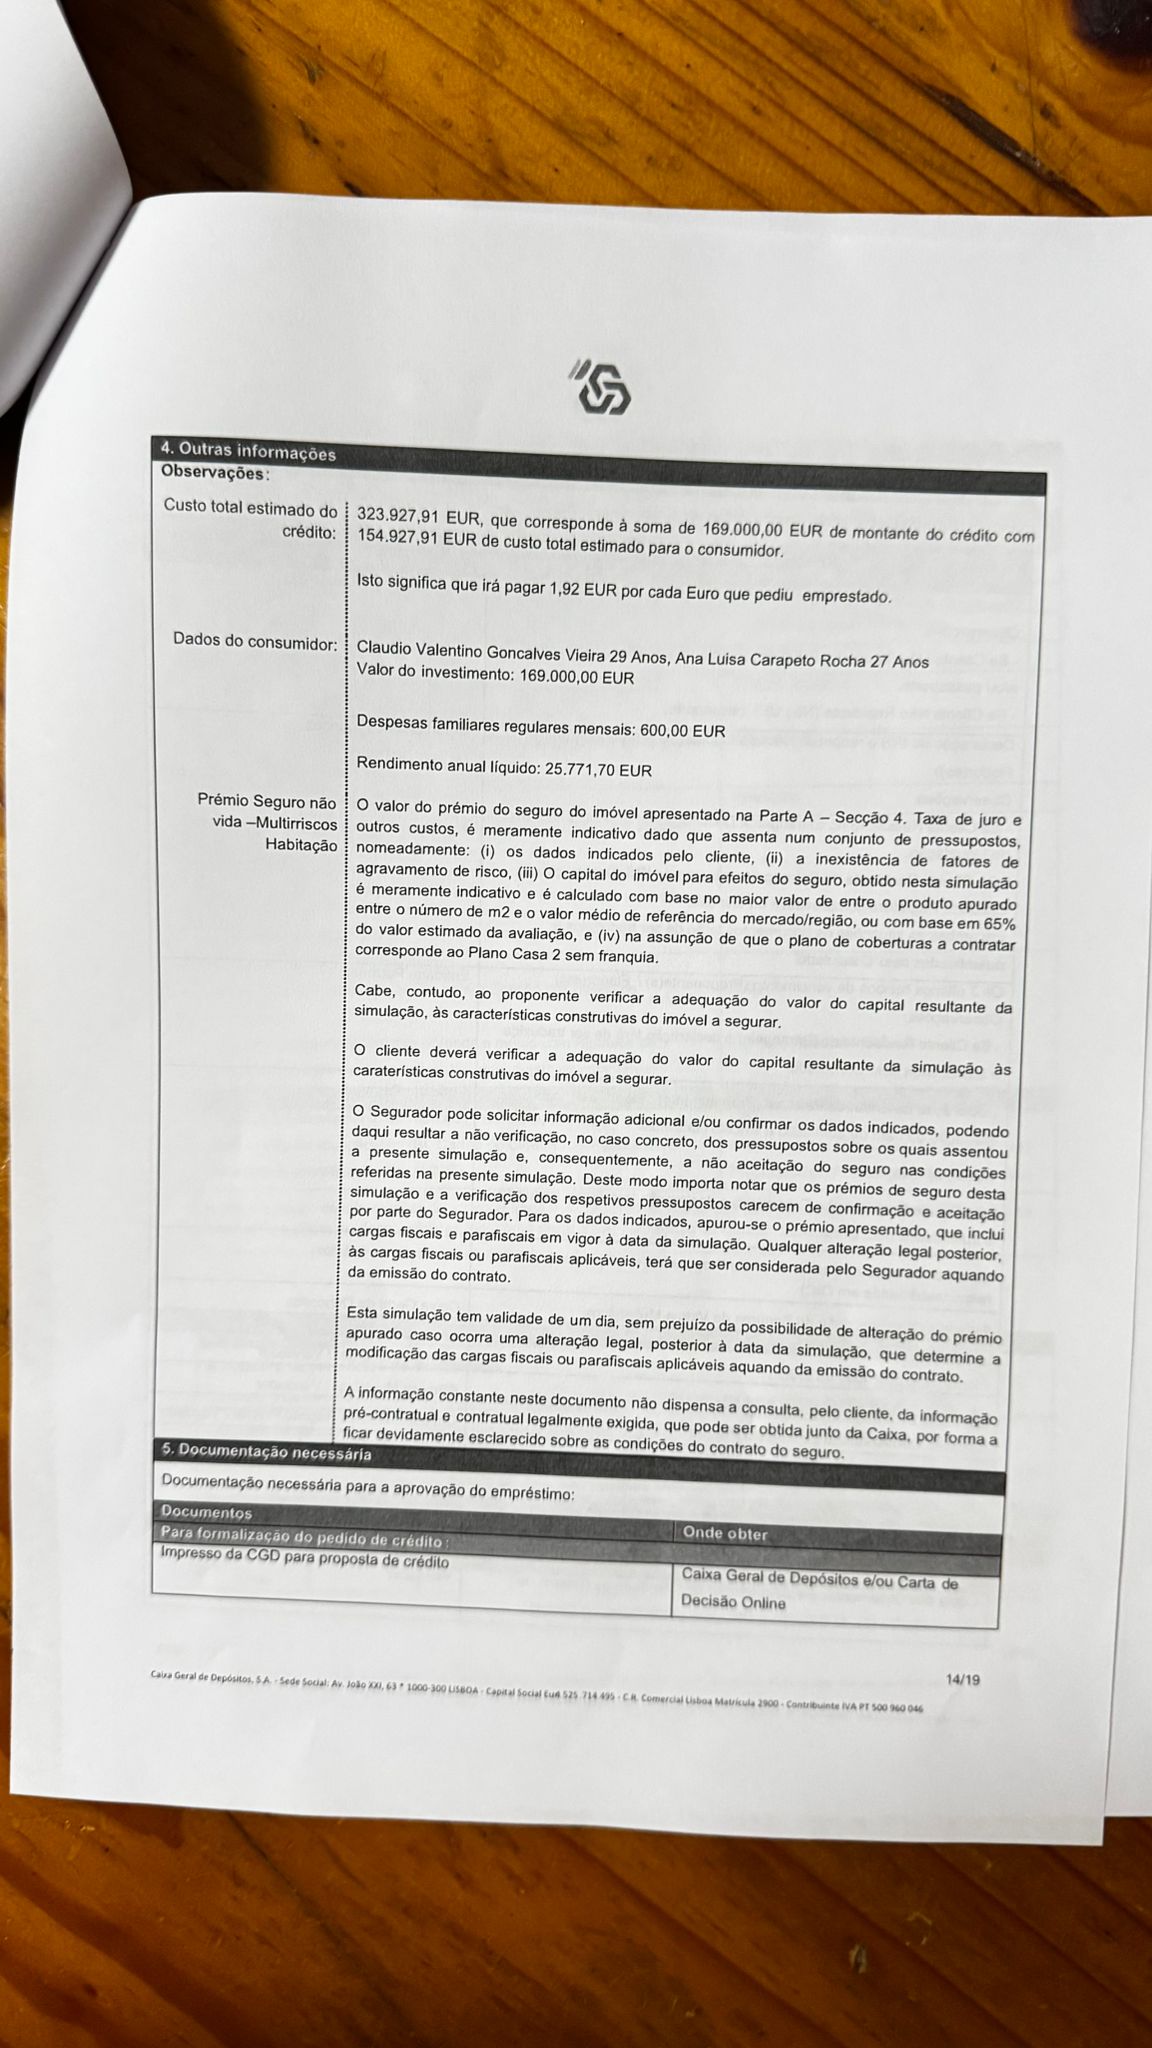 4. Outras informações
Observações:
Custo total estimado do crédito:
323.927,91 EUR, que corresponde à soma de 169.000,00 EUR de montante do crédito com
154.927,91 EUR de custo total estimado para o consumidor.
Isto significa que irá pagar 1,92 EUR por cada Euro que pediu emprestado.
Dados do consumidor:
Claudio Valentino Goncalves Vieira 29 Anos, Ana Luisa Carapeto Rocha 27 Anos
Valor do investimento: 169.000,00 EUR
Despesas familiares regulares mensais: 600,00 EUR
Rendimento anual líquido: 25.771,70 EUR
Prémio Seguro não
vida –Multirriscos
Habitação
O valor do prémio do seguro do imóvel apresentado na Parte A – Secção 4. Taxa de juro e
outros custos, é meramente indicativo dado que assenta num conjunto de pressupostos,
nomeadamente: (i) os dados indicados pelo cliente, (ii) a inexistência de fatores de
agravamento de risco, (iii) O capital do imóvel para efeitos do seguro, obtido nesta simulação
é meramente indicativo e é calculado com base no maior valor de entre o produto apurado
entre o número de m2 e o valor médio de referência do mercado/região, ou com base em 65%
do valor estimado da avaliação, e (iv) na assunção de que o plano de coberturas a contratar
corresponde ao Plano Casa 2 sem franquia.
Cabe, contudo, ao proponente verificar a adequação do valor do capital resultante da
simulação, às características construtivas do imóvel a segurar.
O cliente deverá verificar a adequação do valor do capital resultante da simulação às
caraterísticas construtivas do imóvel a segurar.
O Segurador pode solicitar informação adicional e/ou confirmar os dados indicados, podendo
daqui resultar a não verificação, no caso concreto, dos pressupostos sobre os quais assentou
a presente simulação e, consequentemente, a não aceitação do seguro nas condições
referidas na presente simulação. Deste modo importa notar que os prémios de seguro desta
simulação e a verificação dos respetivos pressupostos carecem de confirmação e aceitação
por parte do Segurador. Para os dados indicados, apurou-se o prémio apresentado, que inclui
cargas fiscais e parafiscais em vigor à data da simulação. Qualquer alteração legal posterior,
às cargas fiscais ou parafiscais aplicáveis, terá que ser considerada pelo Segurador aquando
da emissão do contrato.
Esta simulação tem validade de um dia, sem prejuízo da possibilidade de alteração do prémio
apurado caso ocorra uma alteração legal, posterior à data da simulação, que determine a
modificação das cargas fiscais ou parafiscais aplicáveis aquando da emissão do contrato.
A informação constante neste documento não dispensa a consulta, pelo cliente, da informação
pré-contratual e contratual legalmente exigida, que pode ser obtida junto da Caixa, por forma a
ficar devidamente esclarecido sobre as condições do contrato do seguro.
5. Documentação necessária
Documentação necessária para a aprovação do empréstimo:
Documentos
Onde obter
Para formalização do pedido de crédito :
Impresso da CGD para proposta de crédito
Caixa Geral de Depósitos e/ou Carta de
Decisão Online
14/19
Caixa Geral de Depósitos, S.A. - Sede Social: Av. João XXI, 63 * 1000-300 LISBOA - Capital Social EuR 525 714 495 - C.R. Comercial Lisboa Matrícula 2900 - Contribuinte IVA PT 500 960 046